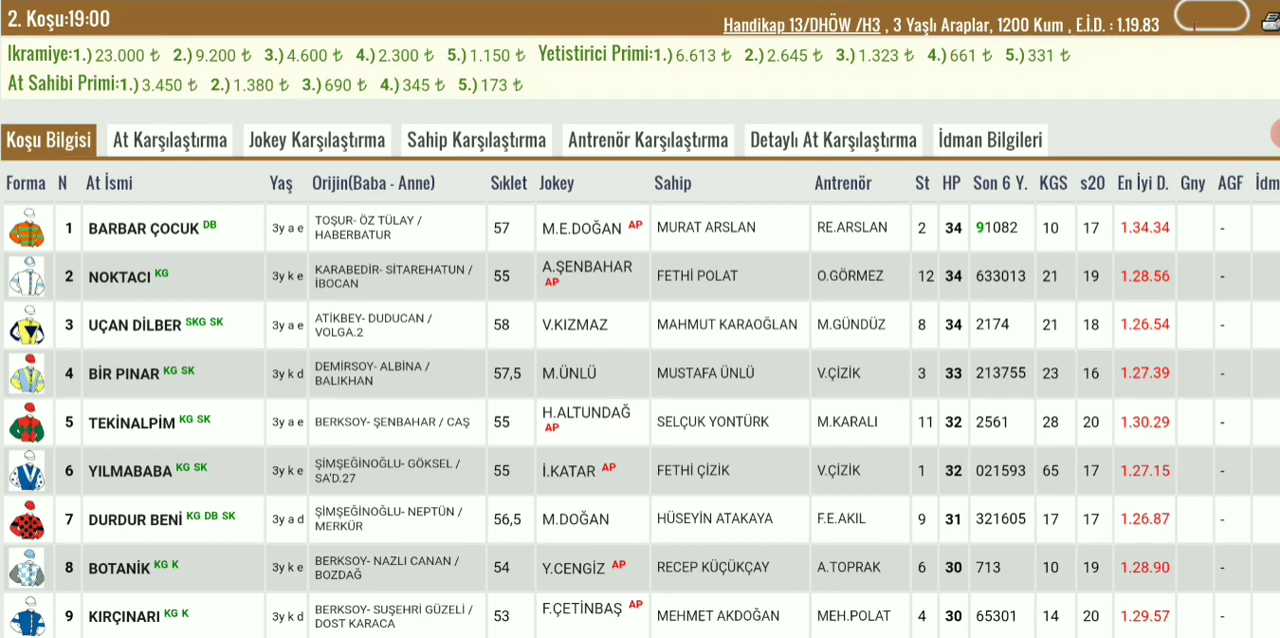 2. Koşu:19:00
Handikap 13/DHÖW /H3 , 3 Yaşlı Araplar, 1200 Kum , E.İ.D. : 1.19.83
Ikramiye:1.) 23.000 ₺ 2.) 9.200 ₺ 3.) 4.600 ₺ 4.) 2.300 ₺ 5.) 1.150 ₺ Yetistirici Primi:1.) 6.613 ₺ 2.) 2.645 ₺ 3.) 1.323 ₺ 4.) 661 ₺ 5.) 331 ₺
At Sahibi Primi:1.) 3.450 ₺ 2.) 1.380 ₺ 3.) 690 ₺ 4.) 345 ₺ 5.) 173 ₺
Koşu Bilgisi At Karşılaştırma Jokey Karşılaştırma Sahip Karşılaştırma Antrenör Karşılaştırma Detaylı At Karşılaştırma İdman Bilgileri
Forma N At İsmi Yaş Orijin(Baba - Anne) Sıklet Jokey Sahip Antrenör St HP Son 6 Y. KGS s20 En İyi D. Gny AGF İdm
1 BARBAR ÇOCUK DB 3y a e TOŞUR- ÖZ TÜLAY / HABERBATUR 57 M.E.DOĞAN AP MURAT ARSLAN RE.ARSLAN 2 34 91082 10 17 1.34.34 -
2 NOKTACI KG 3y k e KARABEDİR- SİTAREHATUN / İBOCAN 55 A.ŞENBAHAR AP FETHİ POLAT O.GÖRMEZ 12 34 633013 21 19 1.28.56 -
3 UÇAN DİLBER SKG SK 3y a e ATİKBEY- DUDUCAN / VOLGA.2 58 V.KIZMAZ MAHMUT KARAOĞLAN M.GÜNDÜZ 8 34 2174 21 18 1.26.54 -
4 BİR PINAR KG SK 3y k d DEMİRSOY- ALBİNA / BALIKHAN 57,5 M.ÜNLÜ MUSTAFA ÜNLÜ V.ÇİZİK 3 33 213755 23 16 1.27.39 -
5 TEKİNALPİM KG SK 3y a e BERKSOY- ŞENBAHAR / CAŞ 55 H.ALTUNDAĞ AP SELÇUK YONTÜRK M.KARALI 11 32 2561 28 20 1.30.29 -
6 YILMABABA KG SK 3y k e ŞİMŞEĞİNOĞLU- GÖKSEL / SA'D.27 55 İ.KATAR AP FETHİ ÇİZİK V.ÇİZİK 1 32 021593 65 17 1.27.15 -
7 DURDUR BENİ KG DB SK 3y a d ŞİMŞEĞİNOĞLU- NEPTÜN / MERKÜR 56,5 M.DOĞAN HÜSEYİN ATAKAYA F.E.AKIL 9 31 321605 17 17 1.26.87 -
8 BOTANİK KG K 3y k e BERKSOY- NAZLI CANAN / BOZDAĞ 54 Y.CENGİZ AP RECEP KÜÇÜKÇAY A.TOPRAK 6 30 713 10 19 1.28.90 -
9 KIRÇINARI KG K 3y k d BERKSOY- SUŞEHRİ GÜZELİ / DOST KARACA 53 F.ÇETİNBAŞ AP MEHMET AKDOĞAN MEH.POLAT 4 30 65301 14 20 1.29.57 -